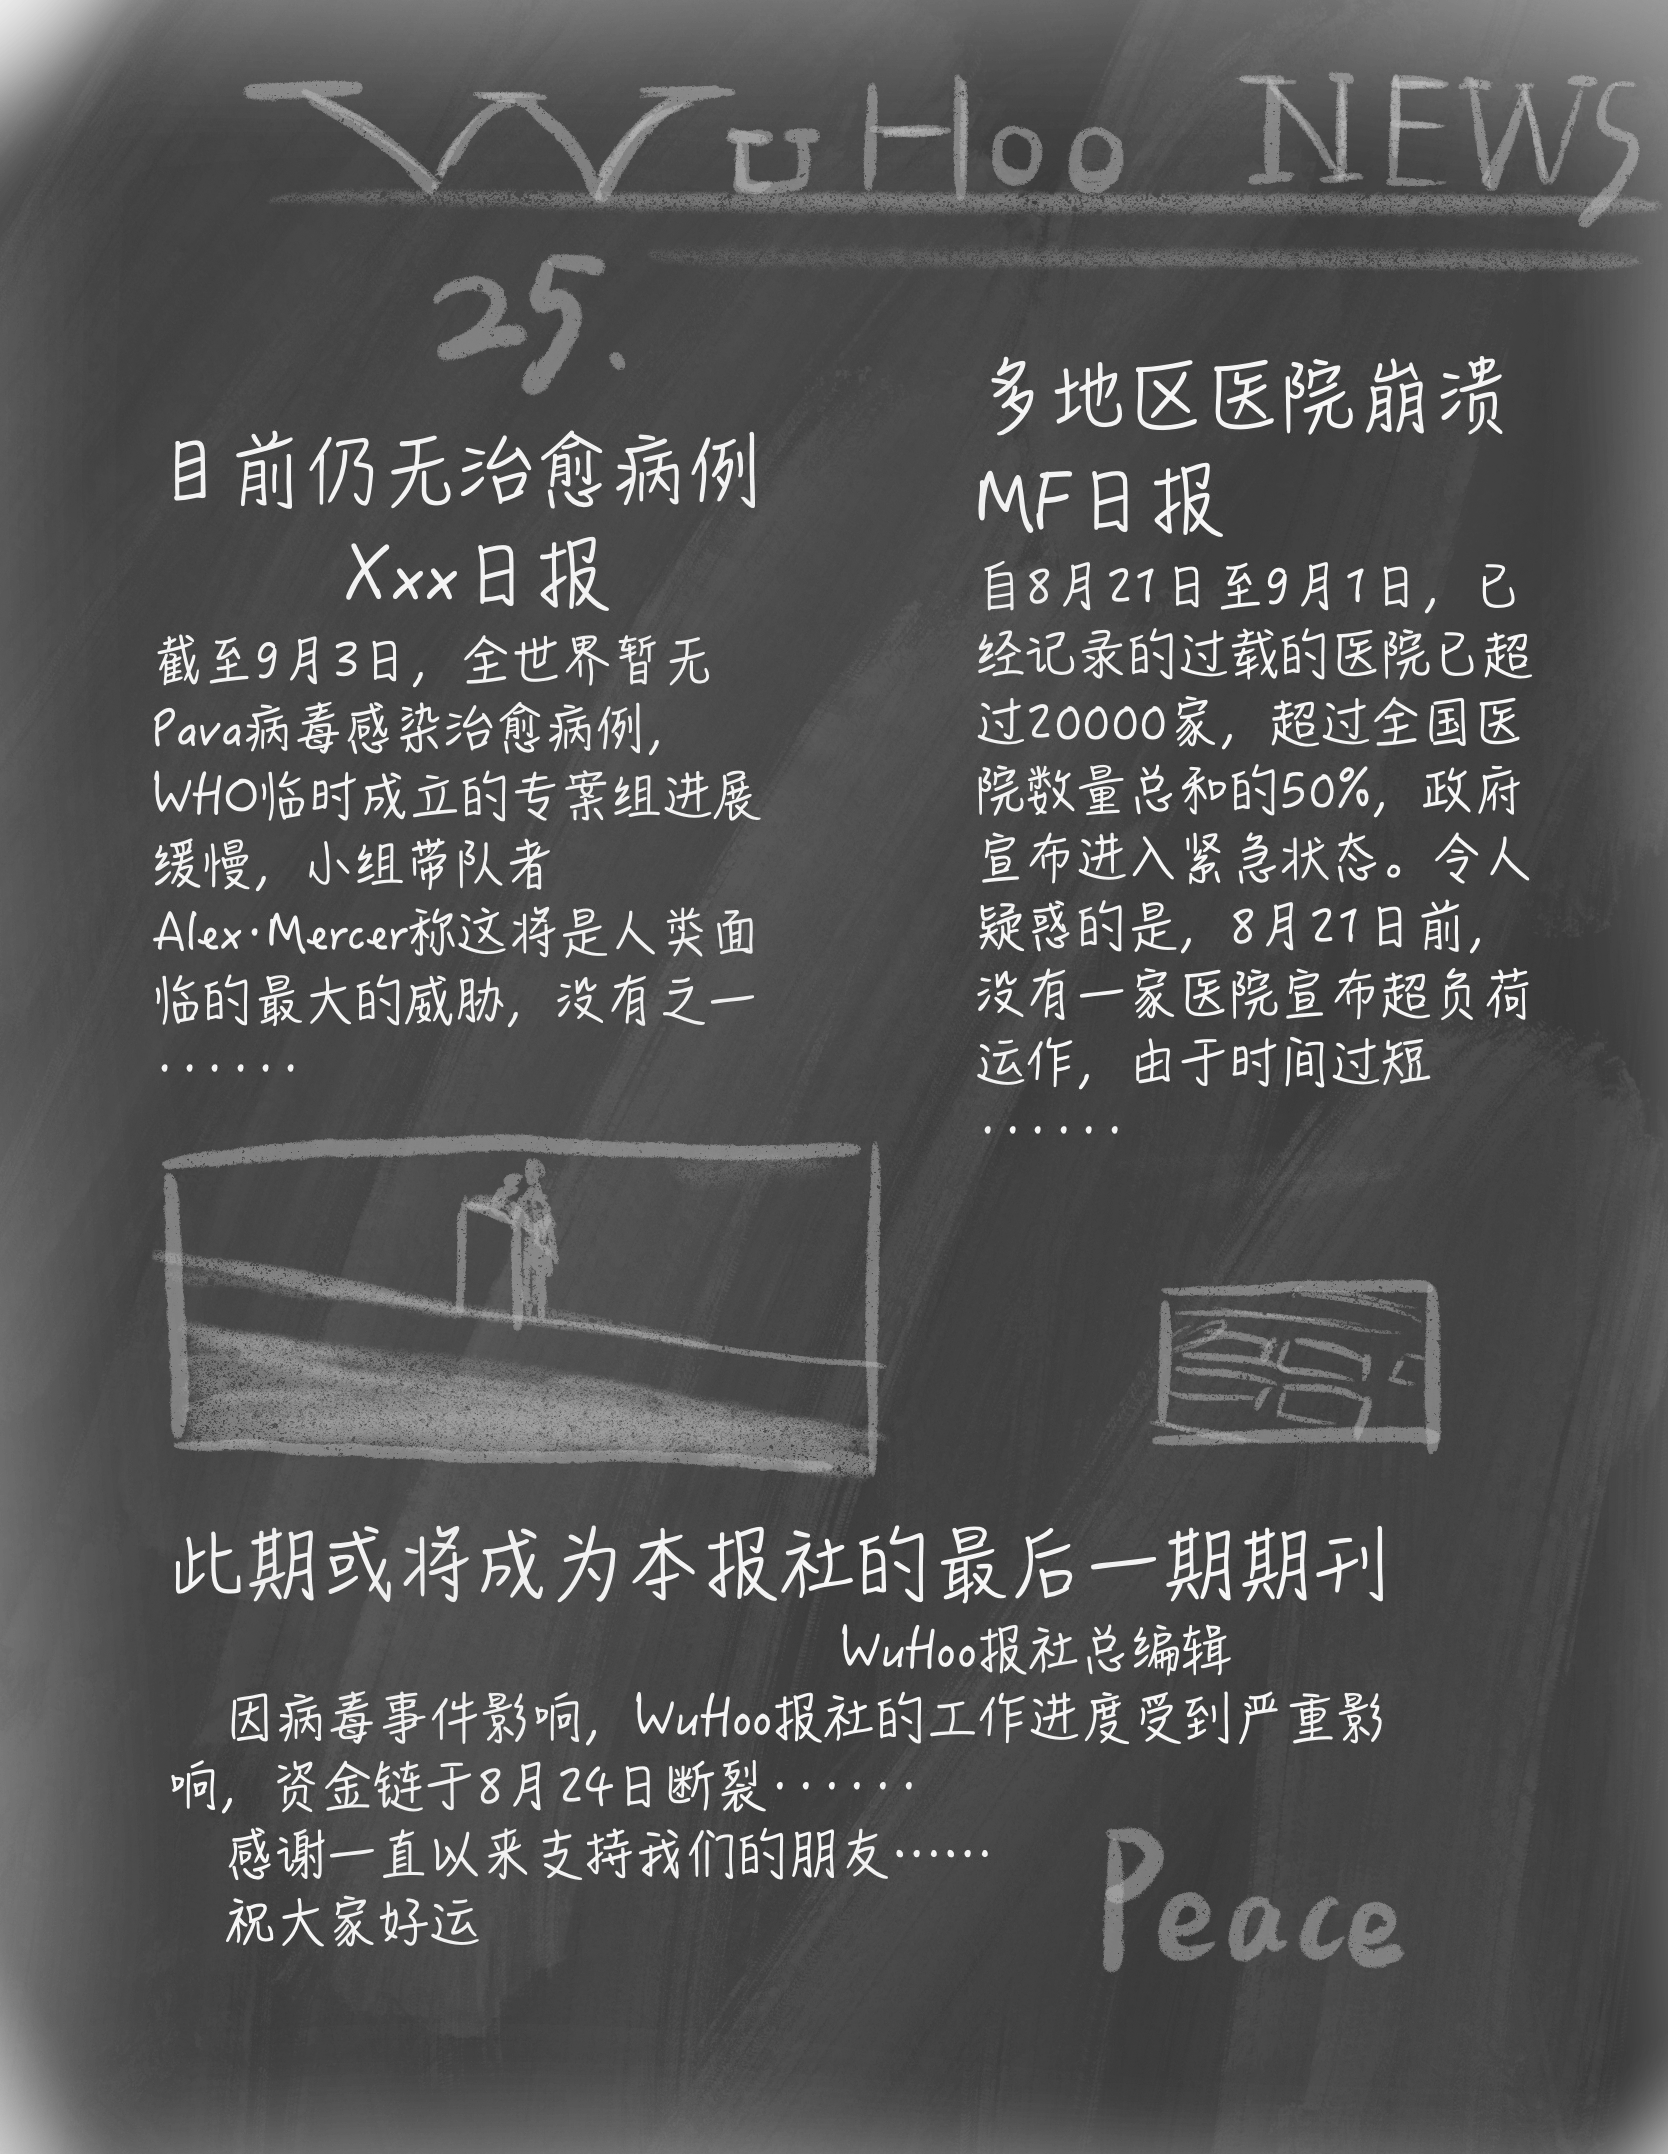 WuHoo NEWS
25.
目前仍无治愈病例
Xxx日报
截至9月3日，全世界暂无
Pava病毒感染治愈病例，
WHO临时成立的专案组进展
缓慢，小组带队者
Alex·Mercer称这将是人类面
临的最大的威胁，没有之一
······
多地区医院崩溃
MF日报
自8月21日至9月1日，已
经记录的过载的医院已超
过20000家，超过全国医
院数量总和的50%，政府
宣布进入紧急状态。令人
疑惑的是，8月21日前，
没有一家医院宣布超负荷
运作，由于时间过短
······
此期或将成为本报社的最后一期期刊
WuHoo报社总编辑
因病毒事件影响，WuHoo报社的工作进度受到严重影
响，资金链于8月24日断裂······
感谢一直以来支持我们的朋友······
祝大家好运
Peace